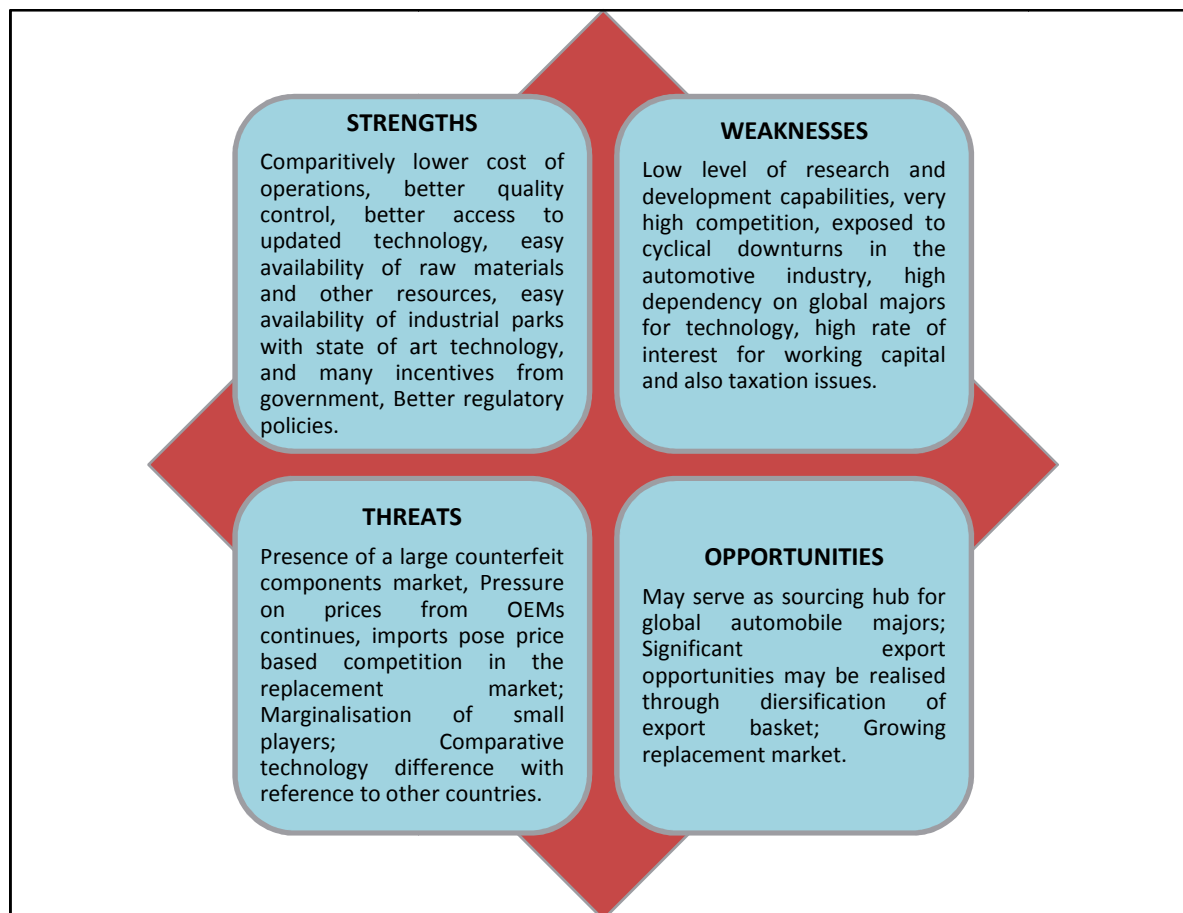 STRENGTHS
Comparitively lower cost of
operations, better quality
control, better access to
updated technology, easy
availability of raw materials
and other resources, easy
availability of industrial parks
with state of art technology,
and many incentives from
government, Better regulatory
policies.
WEAKNESSES
Low level of research and
development capabilities, very
high competition, exposed to
cyclical downturns in the
automotive industry, high
dependency on global majors
for technology, high rate of
interest for working capital
and also taxation issues.
THREATS
Presence of a large counterfeit
components market, Pressure
on prices from OEMs
continues, imports pose price
based competition in the
replacement market;
Marginalisation of small
players; Comparative
technology difference with
reference to other countries.
OPPORTUNITIES
May serve as sourcing hub for
global automobile majors;
Significant export
opportunities may be realised
through diersification of
export basket; Growing
replacement market.